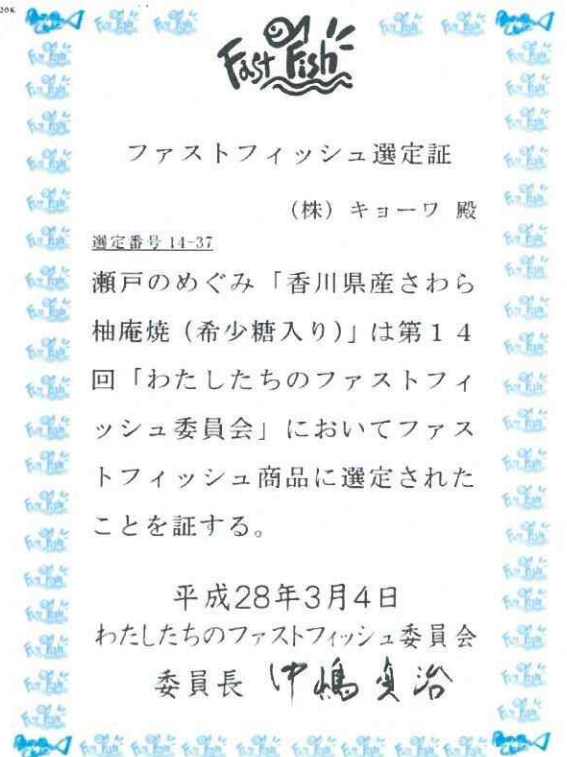 Fast Fish
ファストフィッシュ選定証
(株) キョーワ 殿
選定番号 14-37
瀬戸のめぐみ「香川県産さわら
柚庵焼（希少糖入り)」は第１４
回「わたしたちのファストフィ
ッシュ委員会」においてファス
トフィッシュ商品に選定された
ことを証する。
平成28年3月4日
わたしたちのファストフィッシュ委員会
委員長 中嶋貞治